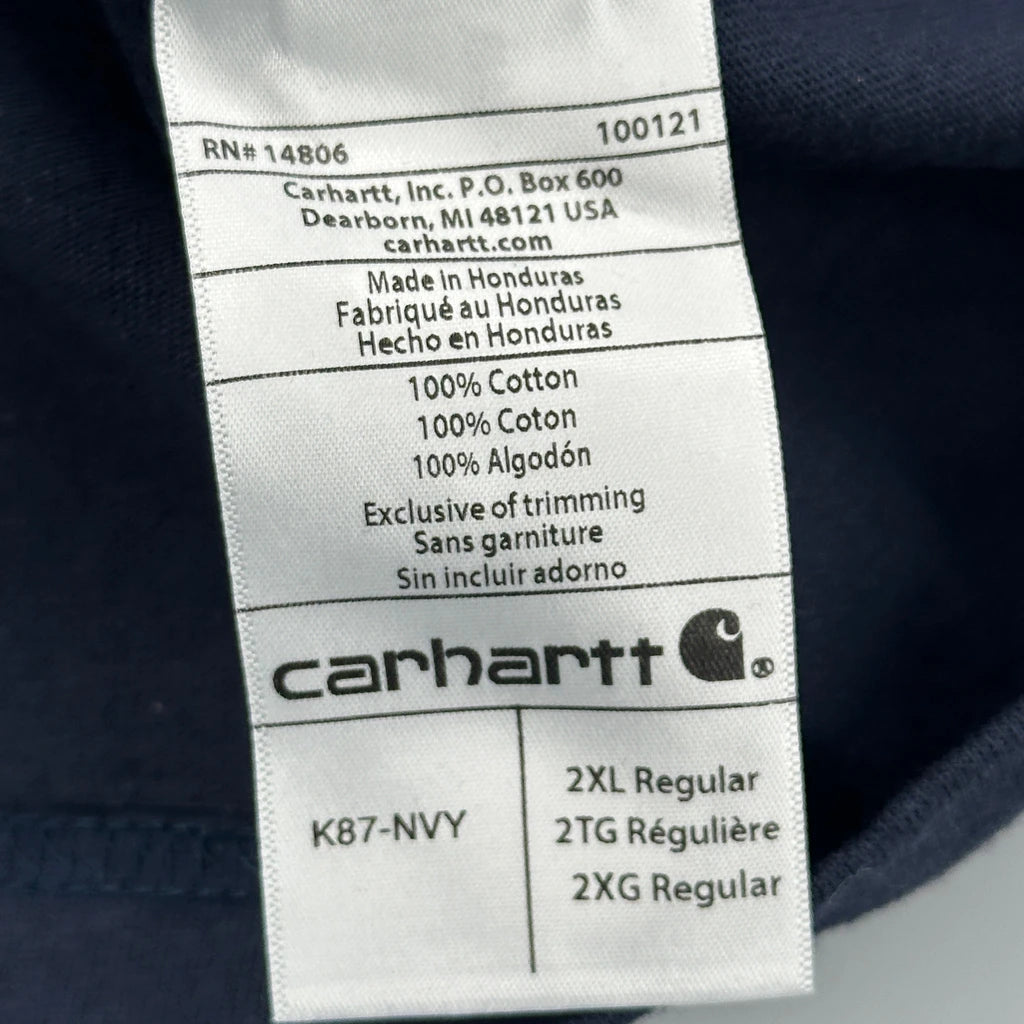 RN# 14806 100121
Carhartt, Inc. P.O. Box 600
Dearborn, MI 48121 USA
carhartt.com
Made in Honduras
Fabriqué au Honduras
Hecho en Honduras
100% Cotton
100% Coton
100% Algodón
Exclusive of trimming
Sans garniture
Sin incluir adorno
carhartt ®
K87-NVY
2XL Regular
2TG Régulière
2XG Regular